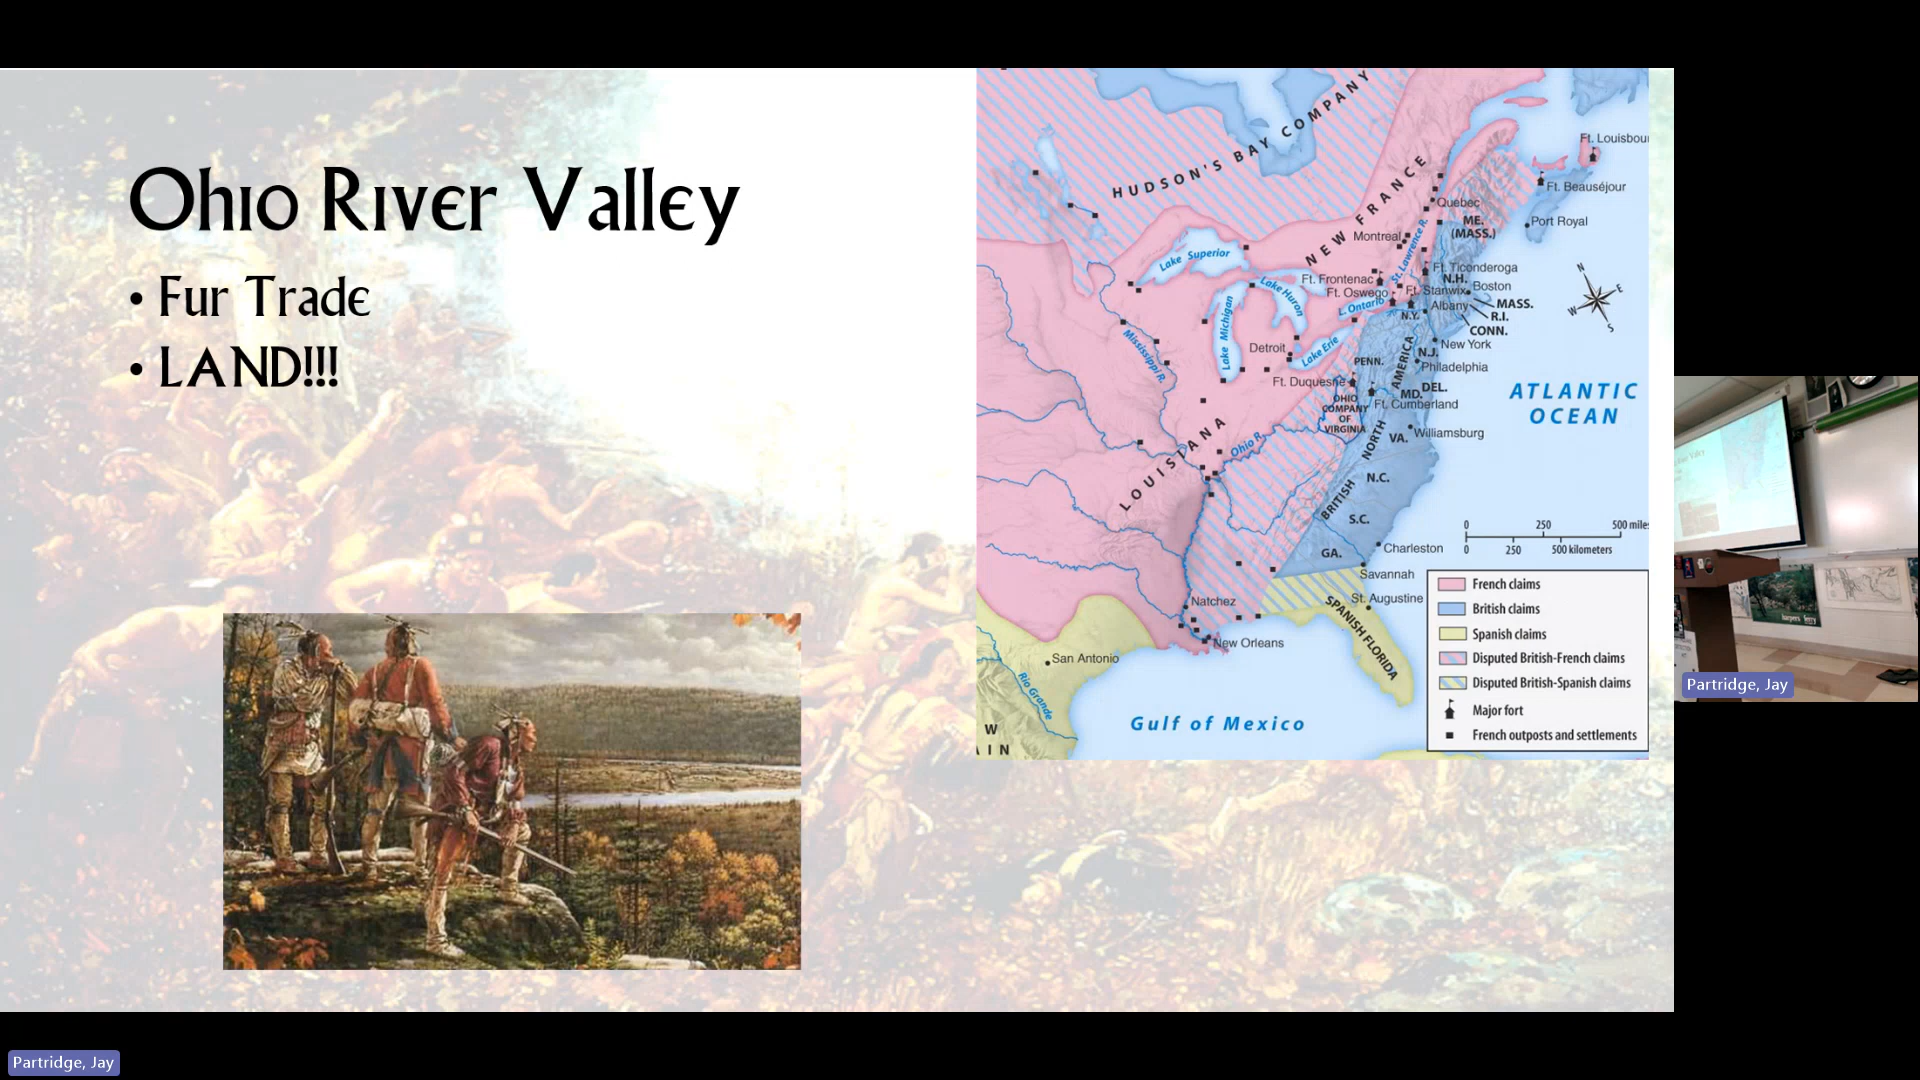 Ohio River Valley
• Fur Trade
• LAND!!!
HUDSON'S BAY COMPANY
NEW FRANCE
Ft. Louisbour
Ft. Beauséjour
Port Royal
Quebec
ME.
(MASS.)
Montreal
St. Lawrence R.
Lake Superior
Ft. Frontenac
Ft. Ticonderoga
N.H.
Ft. Oswego
Ft. Stanwix
Boston
Lake Huron
L. Ontario
Albany
MASS.
R.I.
N.Y.
CONN.
Lake Michigan
Mississippi R.
Detroit
Lake Erie
New York
N.J.
PENN.
Philadelphia
Ft. Duquesne
DEL.
MD.
Ft. Cumberland
OHIO
COMPANY
OF
VIRGINIA
ATLANTIC
OCEAN
N
E
S
W
LOUISIANA
Ohio R.
VA.
Williamsburg
BRITISH NORTH AMERICA
N.C.
S.C.
GA.
Charleston
Savannah
St. Augustine
SPANISH FLORIDA
Natchez
New Orleans
San Antonio
Rio Grande
Gulf of Mexico
W
AIN
0 250 500 miles
0 250 500 kilometers
French claims
British claims
Spanish claims
Disputed British-French claims
Disputed British-Spanish claims
Major fort
French outposts and settlements
harpers ferry
Partridge, Jay
Partridge, Jay